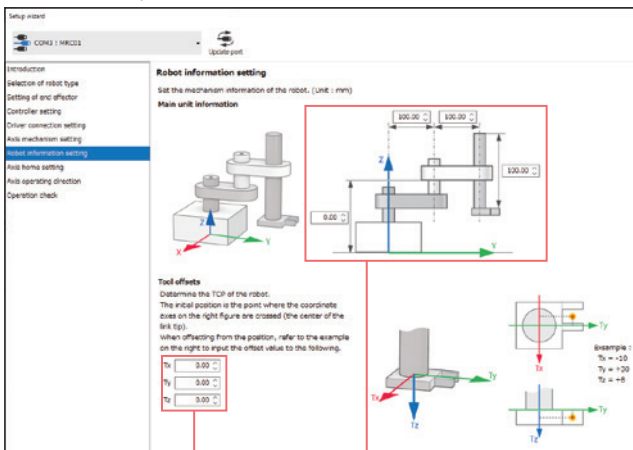 Setup wizard
COM3 : MRC01
Update port
Introduction
Selection of robot type
Setting of end effector
Controller setting
Driver connection setting
Axis mechanism setting
Robot information setting
Axis home setting
Axis operating direction
Operation check
Robot information setting
Set the mechanism information of the robot. (Unit : mm)
Main unit information
Z
Y
X
100.00
100.00
100.00
0.00
Z
Y
Tool offsets
Determine the TCP of the robot.
The initial position is the point where the coordinate
axes on the right figure are crossed (the center of the
link tip).
When offsetting from the position, refer to the example
on the right to input the offset value to the following.
Tx 0.00
Ty 0.00
Tz 0.00
Tx
Ty
Tz
Ty
Tx
Ty
Tz
Example :
Tx = -10
Ty = +20
Tz = +8